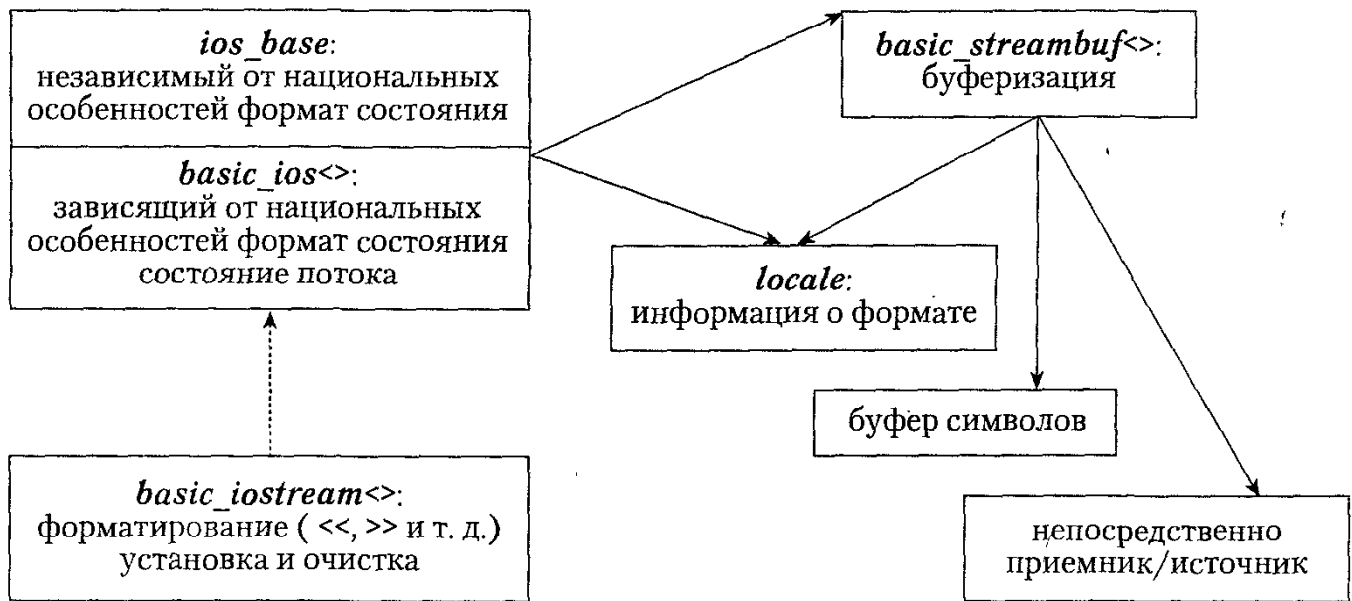 ios_base:
независимый от национальных
особенностей формат состояния
basic_ios<>:
зависящий от национальных
особенностей формат состояния
состояние потока
basic_streambuf<>:
буферизация
locale:
информация о формате
буфер символов
basic_iostream<>:
форматирование ( <<, >> и т. д.)
установка и очистка
непосредственно
приемник/источник